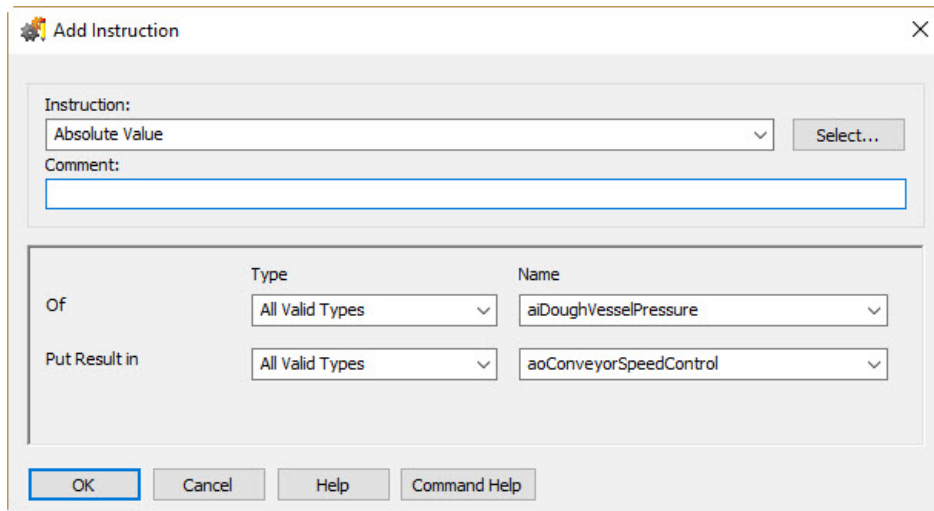 Add Instruction
Instruction:
Absolute Value
Select...
Comment:
Type Name
Of All Valid Types aiDoughVesselPressure
Put Result in All Valid Types aoConveyorSpeedControl
OK Cancel Help Command Help